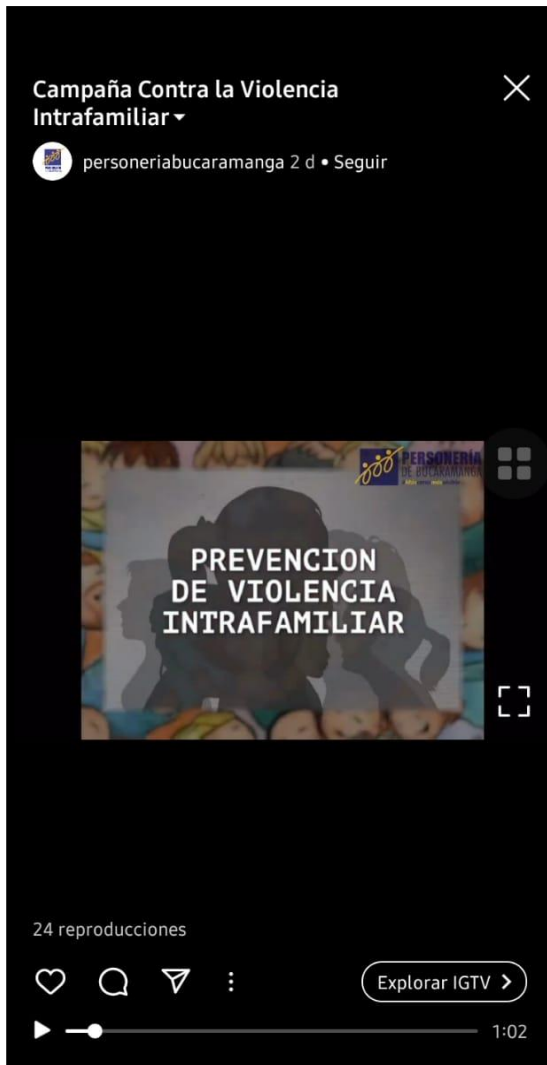 Campaña Contra la Violencia
Intrafamiliar
personeriabucaramanga 2 d • Seguir
PERSONERÍA
DE BUCARAMANGA
PREVENCION
DE VIOLENCIA
INTRAFAMILIAR
24 reproducciones
Explorar IGTV
1:02